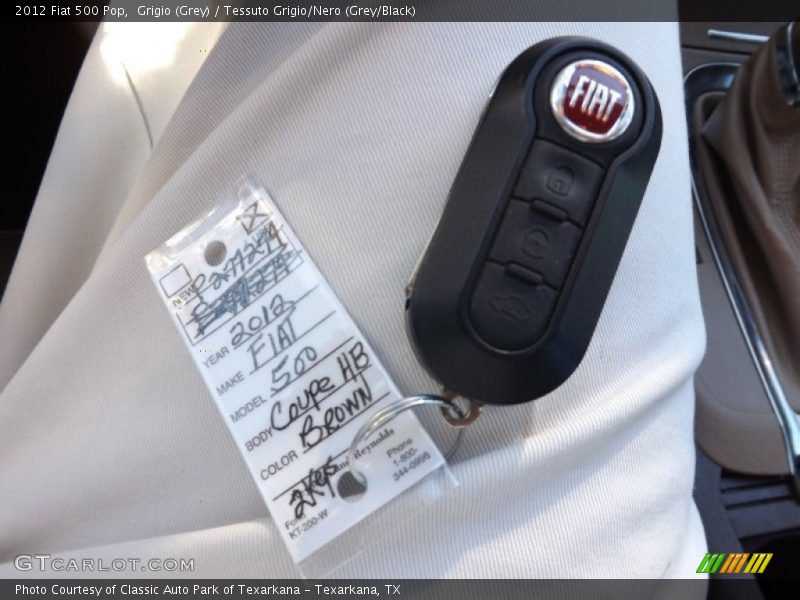 2012 Fiat 500 Pop,  Grigio (Grey) / Tessuto Grigio/Nero (Grey/Black)
FIAT
NEW
P277294
YEAR 2012
MAKE FIAT
MODEL 500
BODY Coupe HB
COLOR BROWN
Reynolds
Phone
1-800-
344-0996
KT-200-W
GTCARLOT.COM
Photo Courtesy of Classic Auto Park of Texarkana - Texarkana, TX